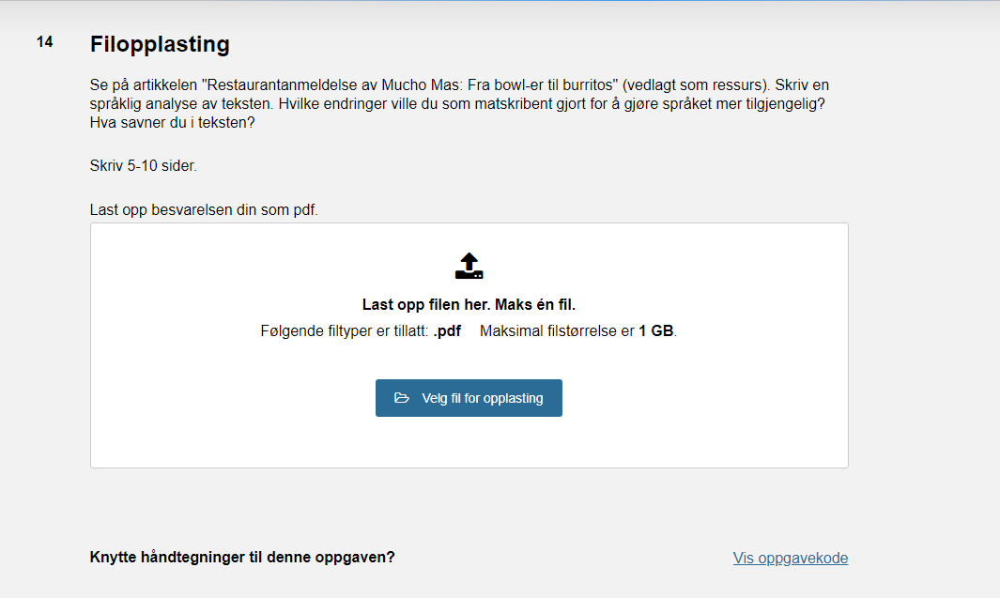 14 Filopplasting
Se på artikkelen "Restaurantanmeldelse av Mucho Mas: Fra bowl-er til burritos" (vedlagt som ressurs). Skriv en
språklig analyse av teksten. Hvilke endringer ville du som matskribent gjort for å gjøre språket mer tilgjengelig?
Hva savner du i teksten?
Skriv 5-10 sider.
Last opp besvarelsen din som pdf.
Last opp filen her. Maks én fil.
Følgende filtyper er tillatt: .pdf Maksimal filstørrelse er 1 GB.
Velg fil for opplasting
Knytte håndtegninger til denne oppgaven? Vis oppgavekode